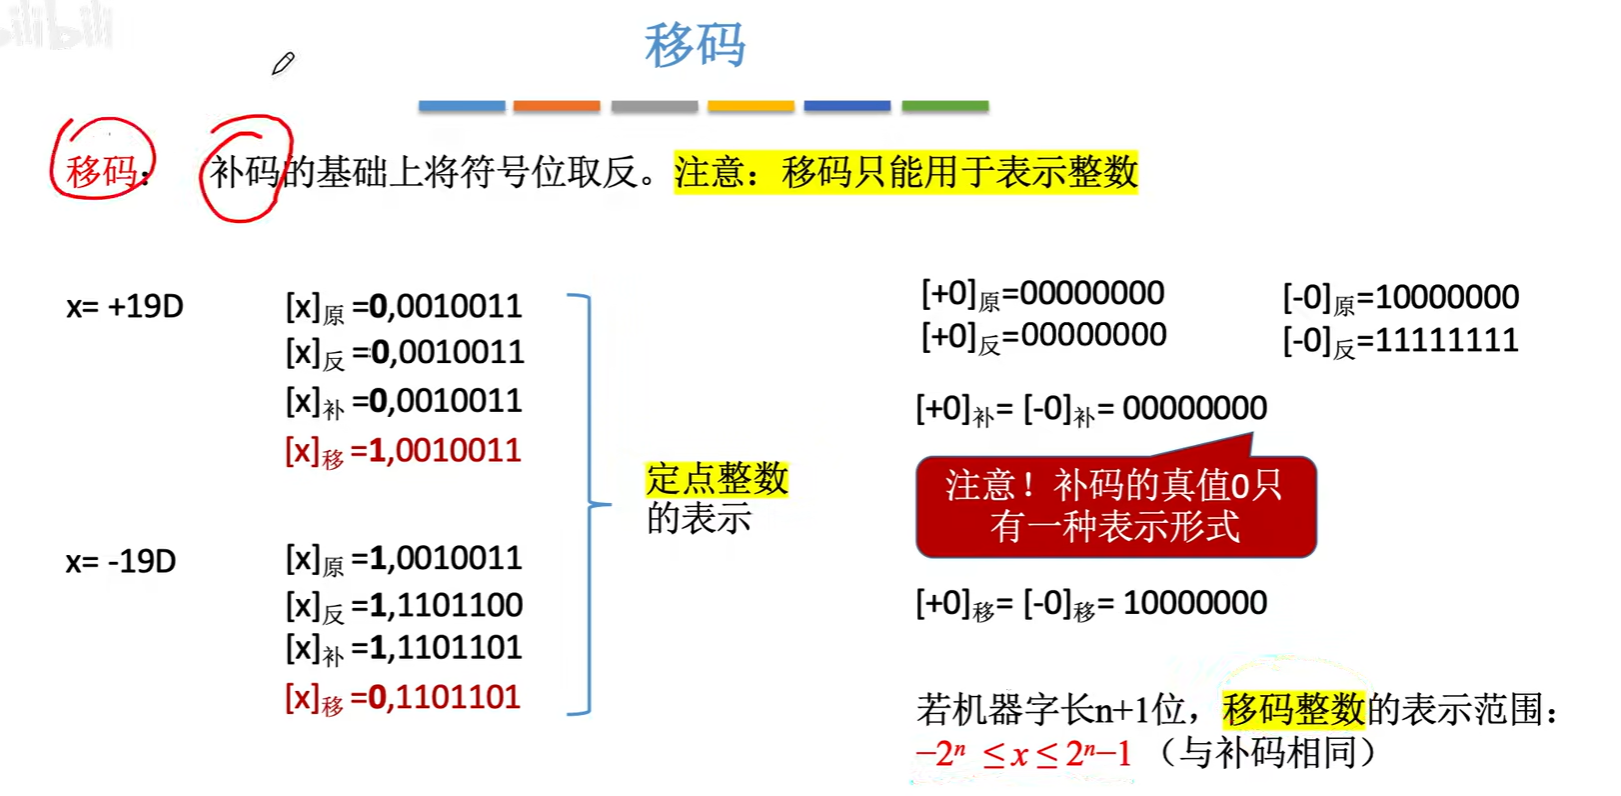 bilibili
移码
移码： 补码的基础上将符号位取反。注意：移码只能用于表示整数
x= +19D
[x]原 =0,0010011
[x]反 =0,0010011
[x]补 =0,0010011
[x]移 =1,0010011
x= -19D
[x]原 =1,0010011
[x]反 =1,1101100
[x]补 =1,1101101
[x]移 =0,1101101
定点整数
的表示
[+0]原=00000000 [-0]原=10000000
[+0]反=00000000 [-0]反=11111111
[+0]补= [-0]补= 00000000
注意！补码的真值0只
有一种表示形式
[+0]移= [-0]移= 10000000
若机器字长n+1位，移码整数的表示范围：
−2ⁿ ≤ x ≤ 2ⁿ−1 （与补码相同）